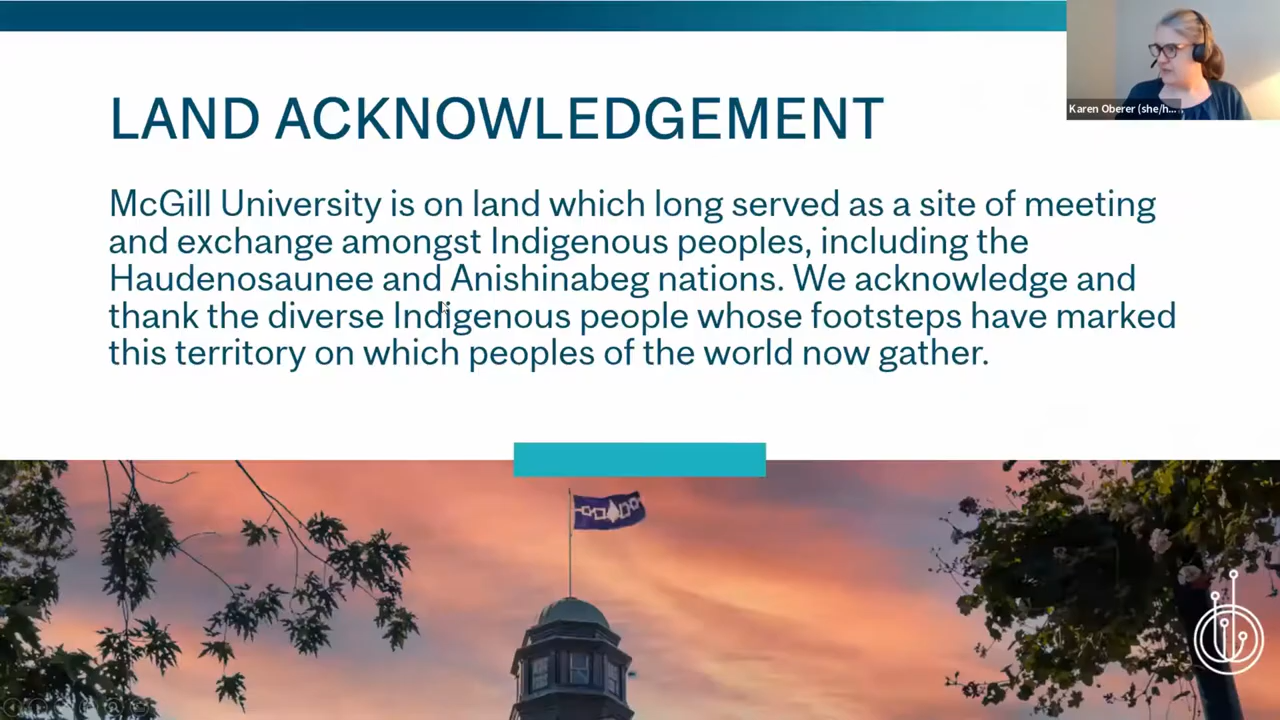 LAND ACKNOWLEDGEMENT
Karen Oberer (she/h...
McGill University is on land which long served as a site of meeting
and exchange amongst Indigenous peoples, including the
Haudenosaunee and Anishinabeg nations. We acknowledge and
thank the diverse Indigenous people whose footsteps have marked
this territory on which peoples of the world now gather.